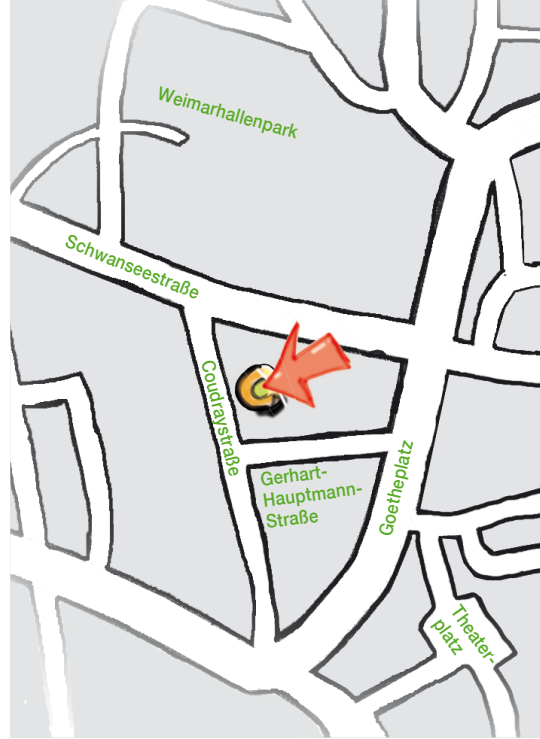 Weimarhallenpark
Schwanseestraße
Coudraystraße
Gerhart-
Hauptmann-
Straße
Goetheplatz
Theater-
platz